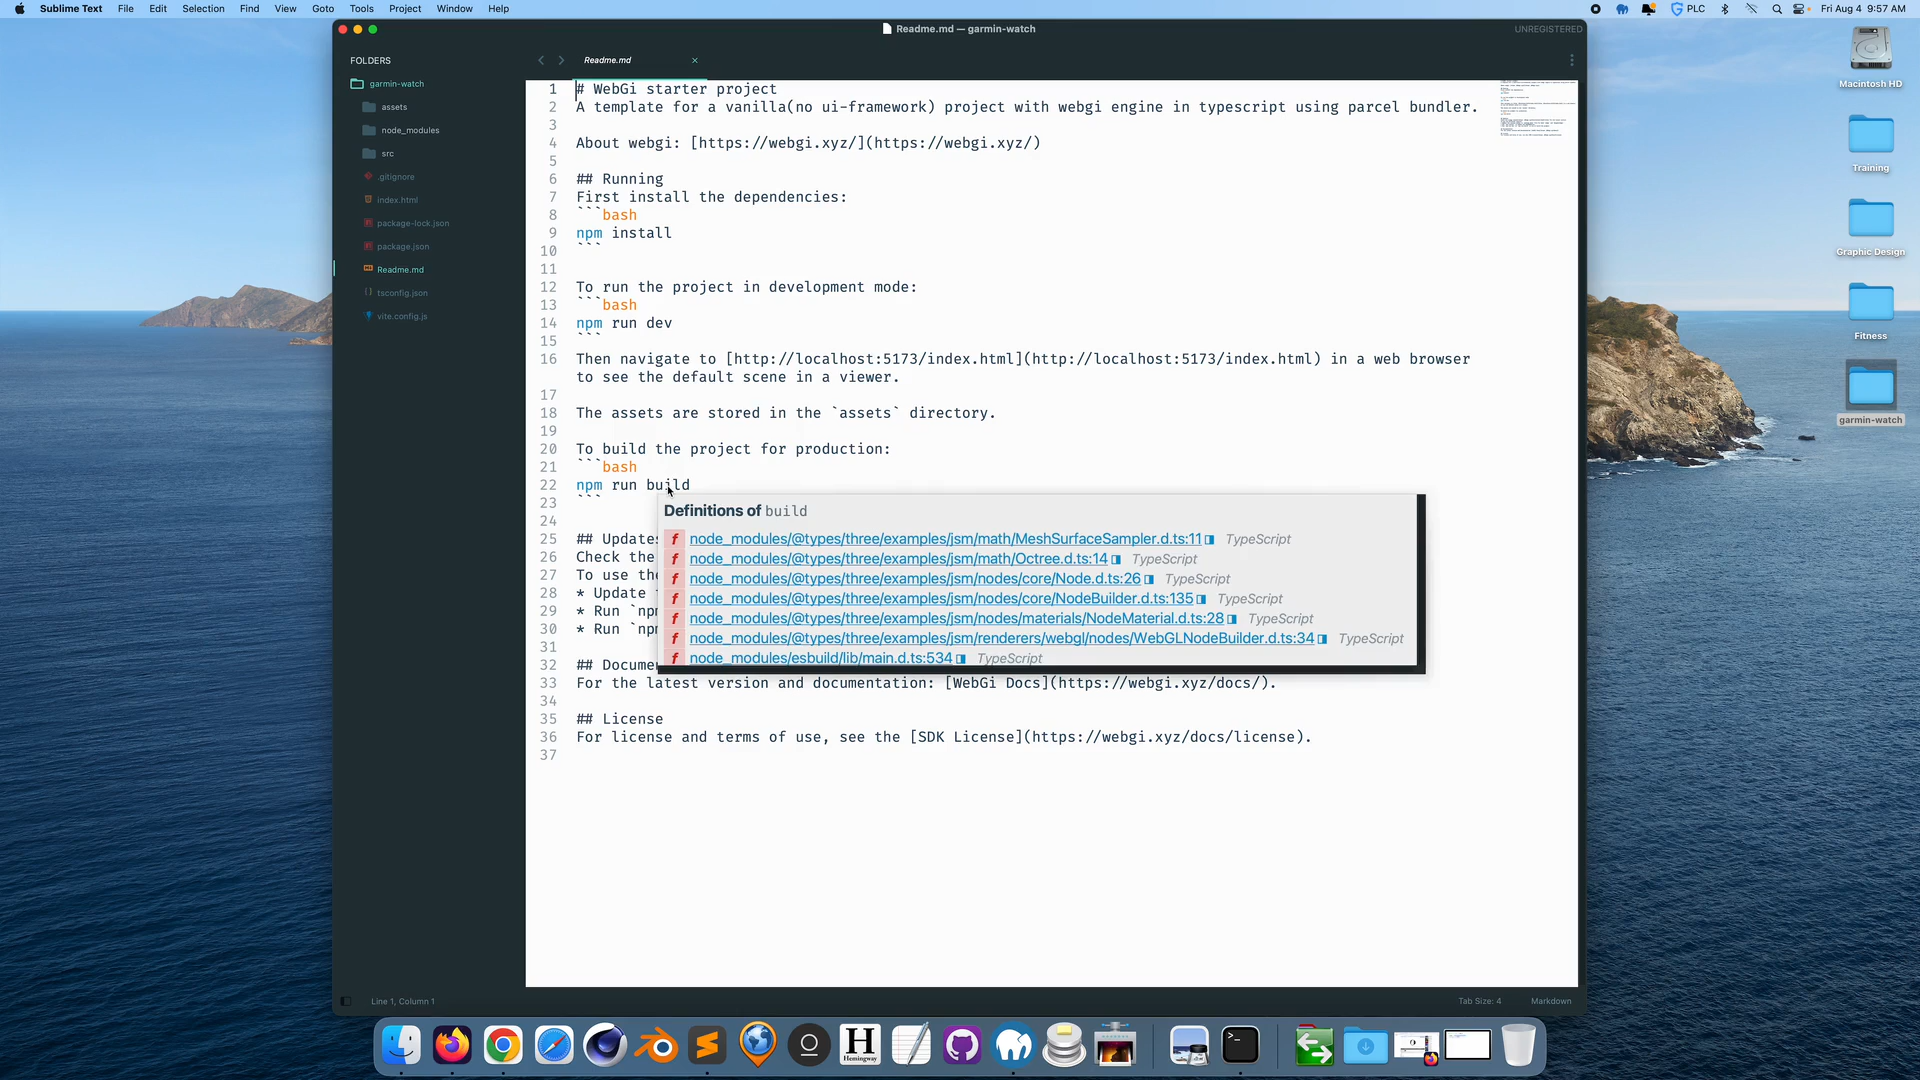 Sublime Text File Edit Selection Find View Goto Tools Project Window Help
PLC Fri Aug 4 9:57 AM
Readme.md — garmin-watch
UNREGISTERED
FOLDERS
garmin-watch
assets
node_modules
src
.gitignore
index.html
package-lock.json
package.json
Readme.md
tsconfig.json
vite.config.js
Readme.md
1 # WebGi starter project
2 A template for a vanilla(no ui-framework) project with webgi engine in typescript using parcel bundler.
3
4 About webgi: [https://webgi.xyz/](https://webgi.xyz/)
5
6 ## Running
7 First install the dependencies:
8 ```bash
9 npm install
10 ```
11
12 To run the project in development mode:
13 ```bash
14 npm run dev
15 ```
16 Then navigate to [http://localhost:5173/index.html](http://localhost:5173/index.html) in a web browser
to see the default scene in a viewer.
17
18 The assets are stored in the `assets` directory.
19
20 To build the project for production:
21 ```bash
22 npm run build
23 ```
24
25 ## Updates
26 Check the
27 To use the
28 * Update
29 * Run `npm
30 * Run `npm
31
32 ## Docume
33 For the latest version and documentation: [WebGi Docs](https://webgi.xyz/docs/).
34
35 ## License
36 For license and terms of use, see the [SDK License](https://webgi.xyz/docs/license).
37
Definitions of build
f node_modules/@types/three/examples/jsm/math/MeshSurfaceSampler.d.ts:11 TypeScript
f node_modules/@types/three/examples/jsm/math/Octree.d.ts:14 TypeScript
f node_modules/@types/three/examples/jsm/nodes/core/Node.d.ts:26 TypeScript
f node_modules/@types/three/examples/jsm/nodes/core/NodeBuilder.d.ts:135 TypeScript
f node_modules/@types/three/examples/jsm/nodes/materials/NodeMaterial.d.ts:28 TypeScript
f node_modules/@types/three/examples/jsm/renderers/webgl/nodes/WebGLNodeBuilder.d.ts:34 TypeScript
f node_modules/esbuild/lib/main.d.ts:534 TypeScript
Line 1, Column 1
Tab Size: 4
Markdown
Macintosh HD
Training
Graphic Design
Fitness
garmin-watch
H
Hemingway